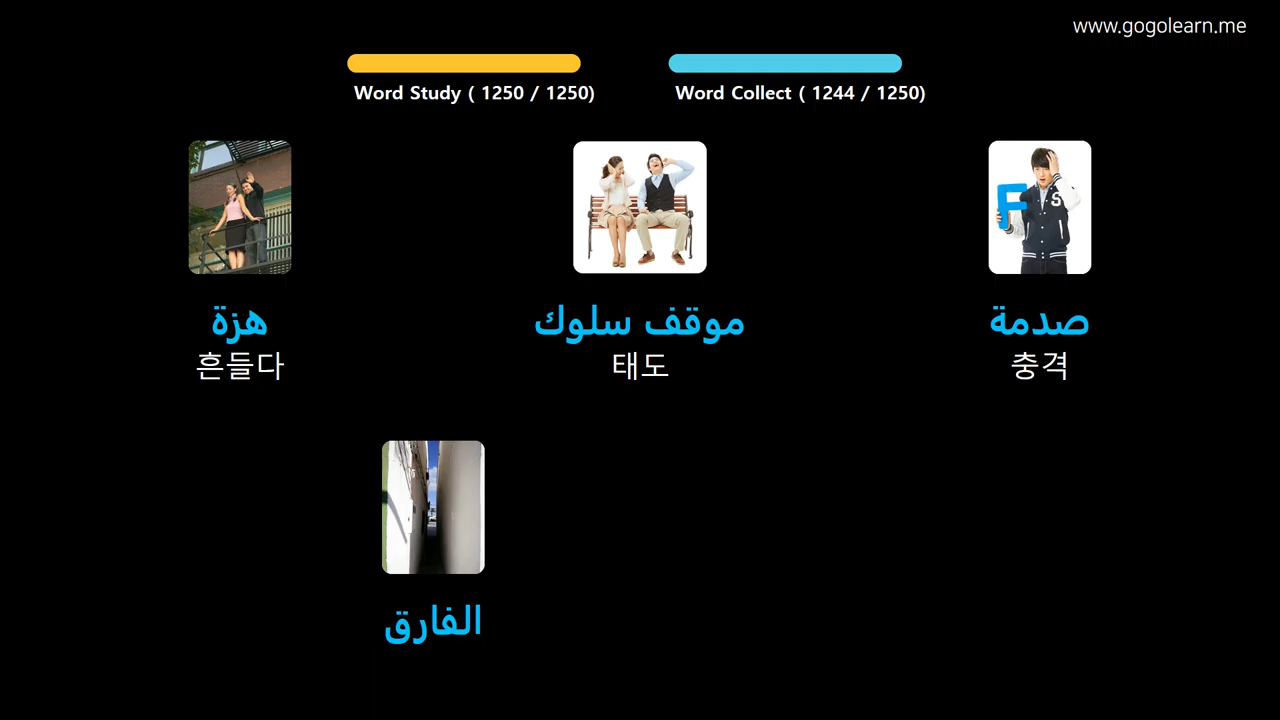 www.gogolearn.me
Word Study ( 1250 / 1250)
Word Collect ( 1244 / 1250)
F
S
هزة
흔들다
موقف سلوك
태도
صدمة
충격
الفارق